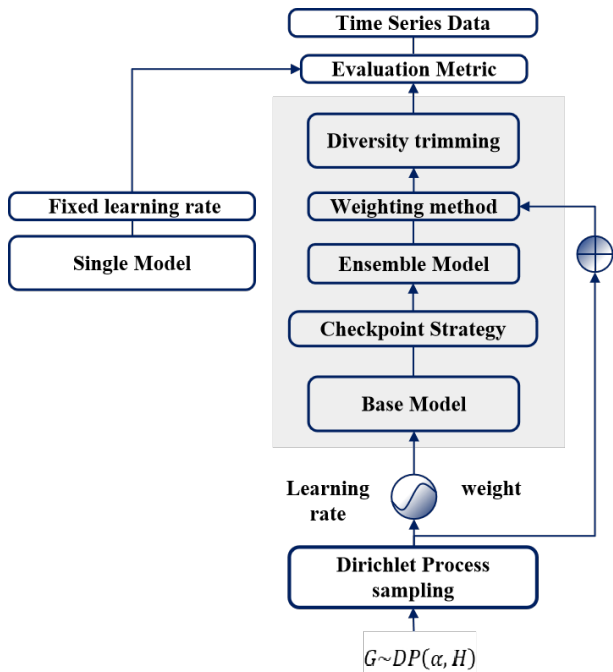 Time Series Data
Evaluation Metric
Diversity trimming
Fixed learning rate
Weighting method
Single Model
Ensemble Model
Checkpoint Strategy
Base Model
Learning
rate
weight
Dirichlet Process
sampling
G~DP(α, H)